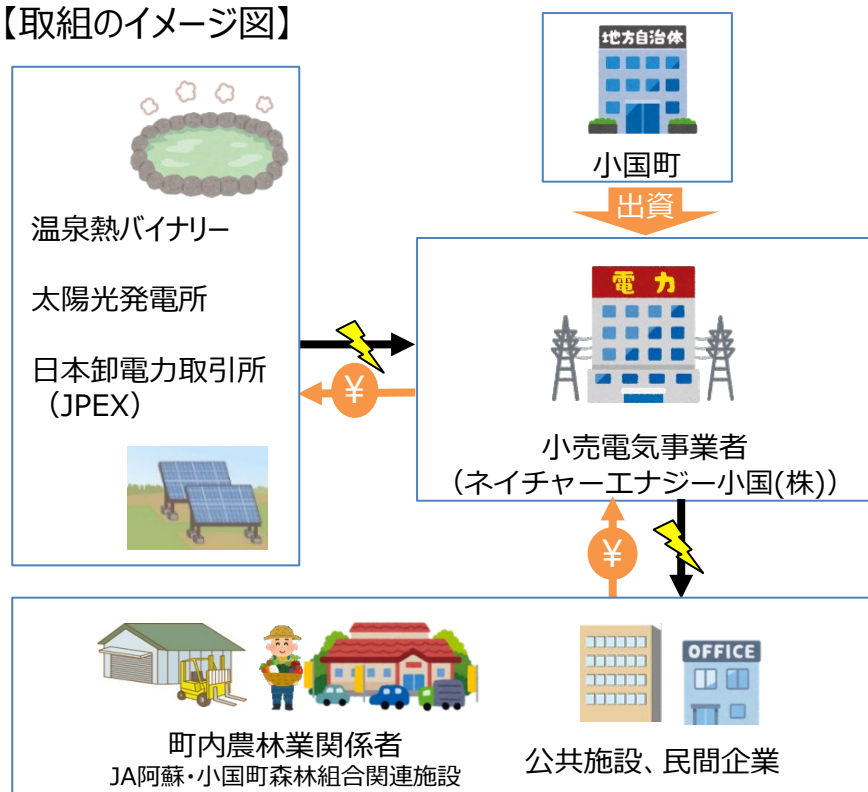 【取組のイメージ図】
地方自治体
小国町
出資
温泉熱バイナリー
太陽光発電所
日本卸電力取引所
（JPEX）
¥
電力
小売電気事業者
（ネイチャーエナジー小国(株)）
¥
町内農林業関係者
JA阿蘇・小国町森林組合関連施設
OFFICE
公共施設、民間企業